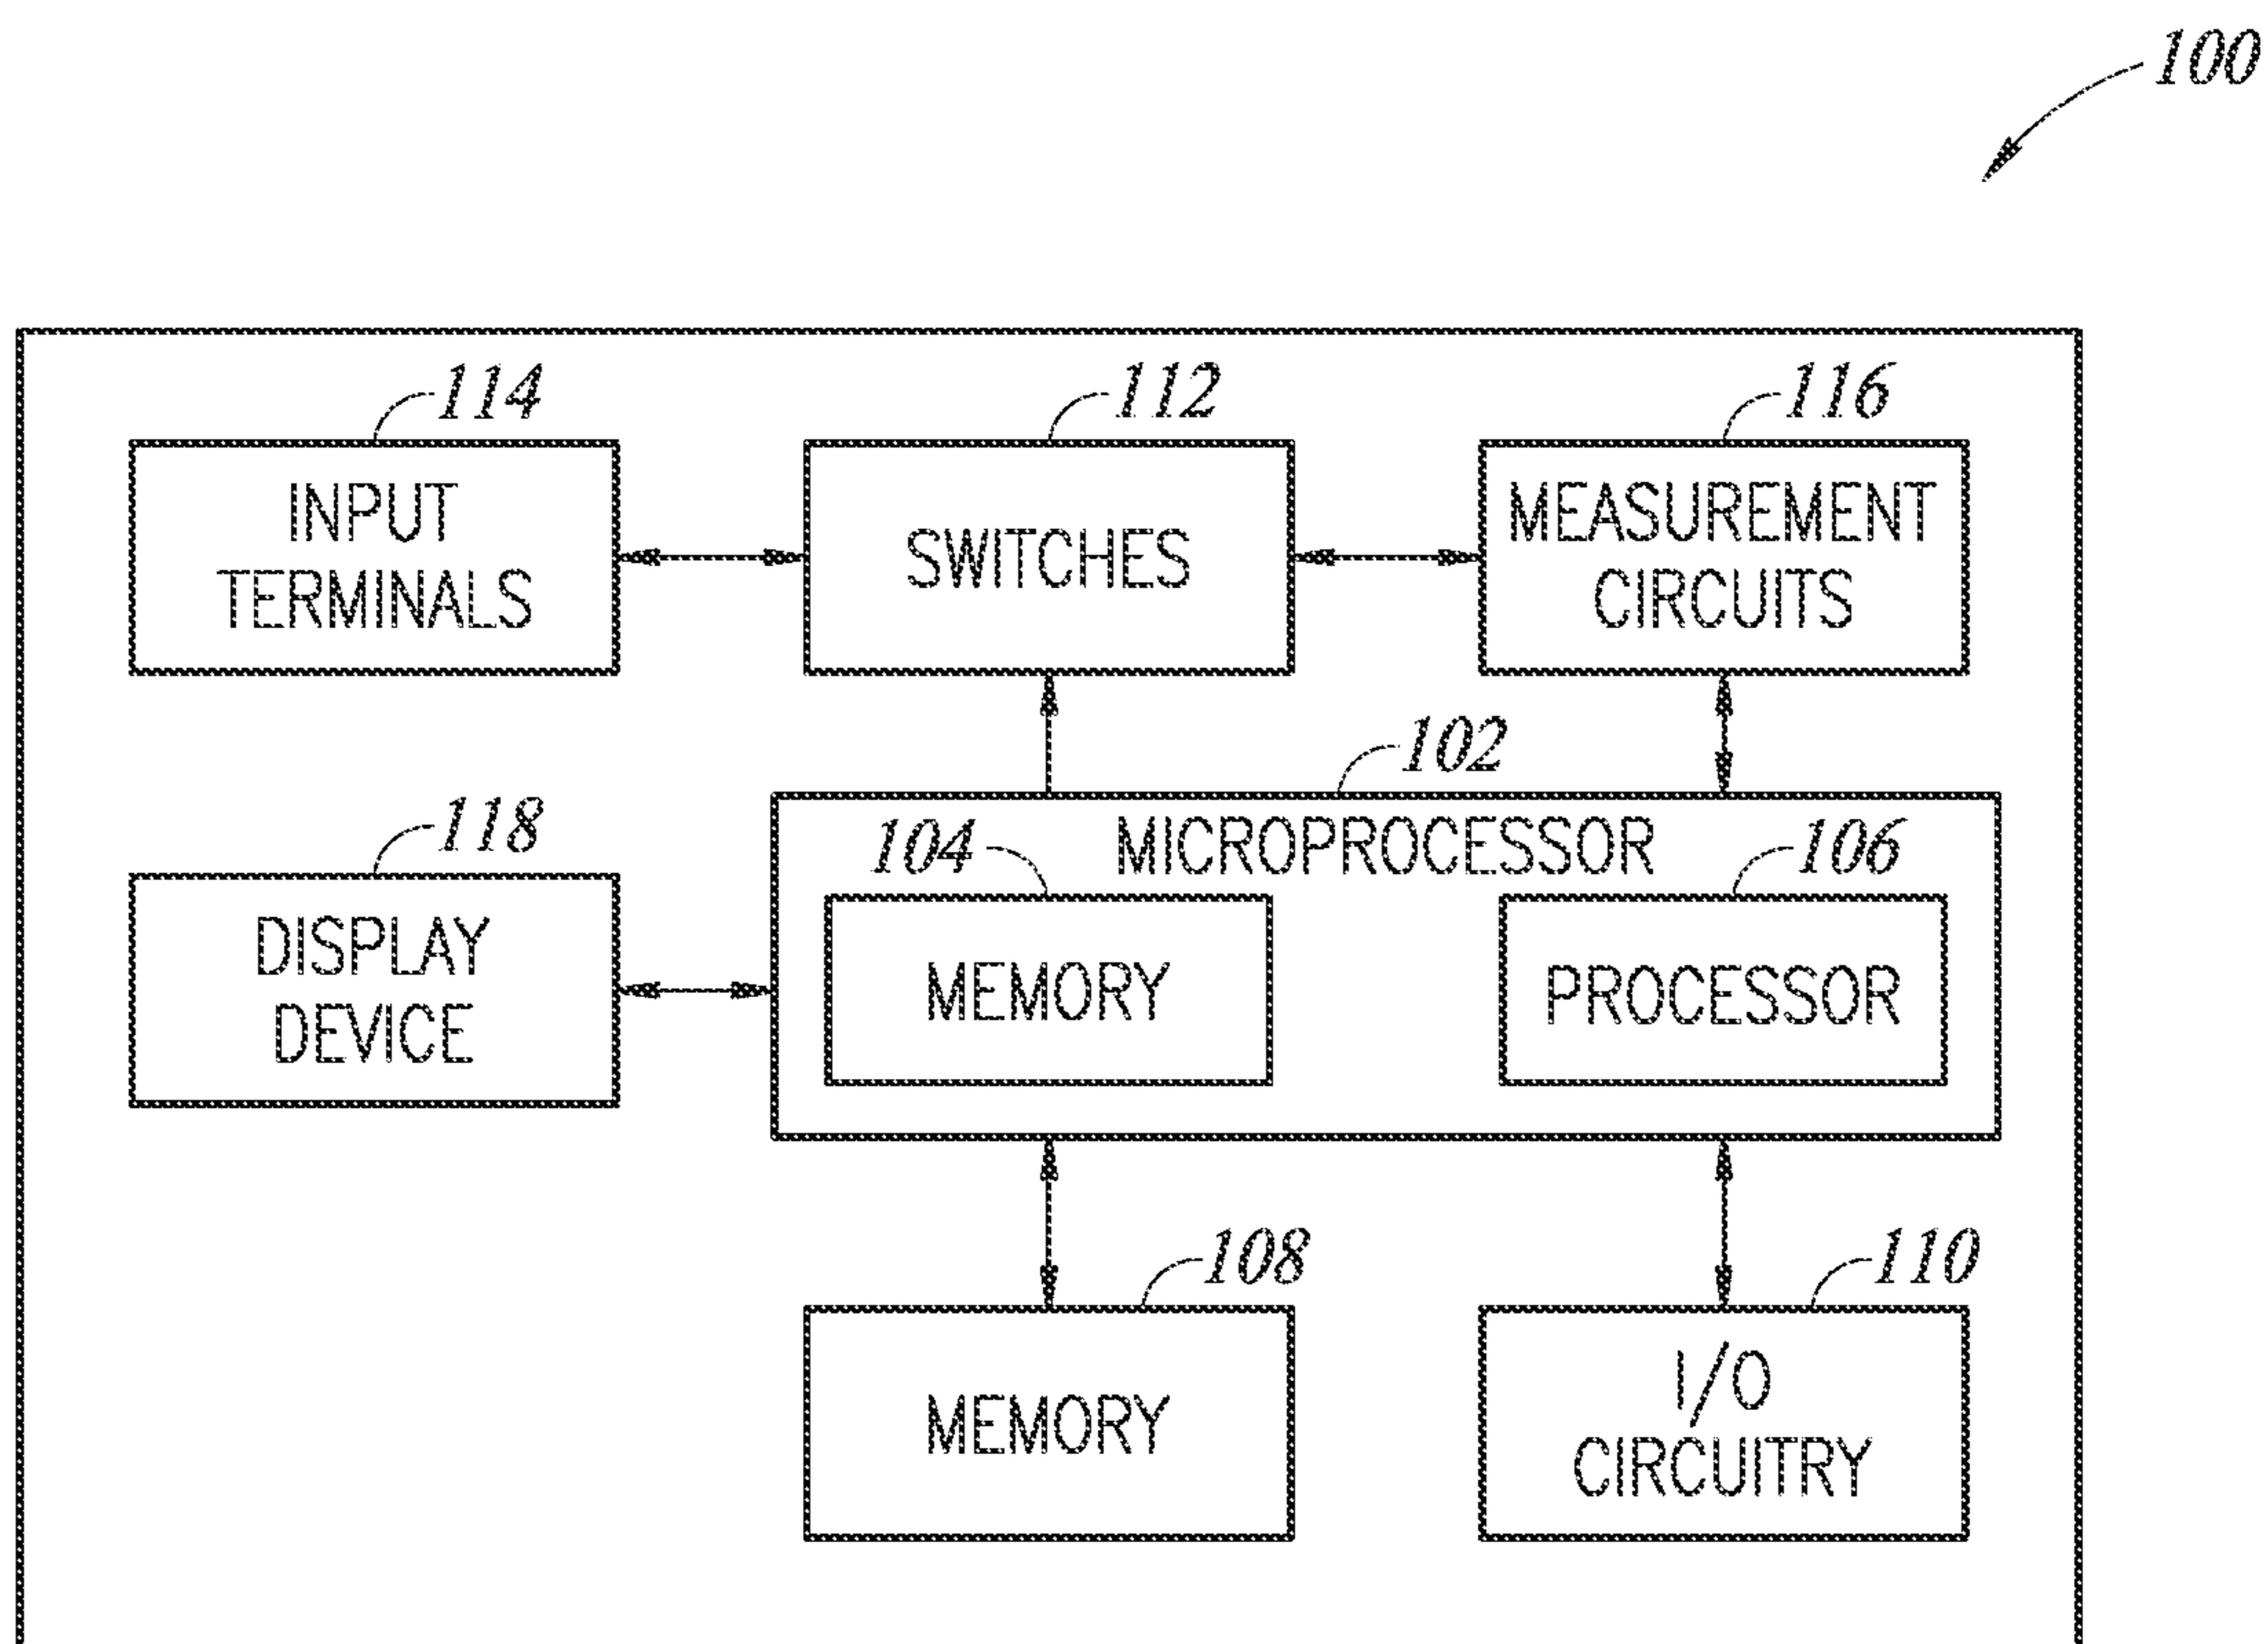 100
114
112
116
INPUT
TERMINALS
SWITCHES
MEASUREMENT
CIRCUITS
102
118
MICROPROCESSOR
104
106
DISPLAY
DEVICE
MEMORY
PROCESSOR
108
110
MEMORY
I/O
CIRCUITRY